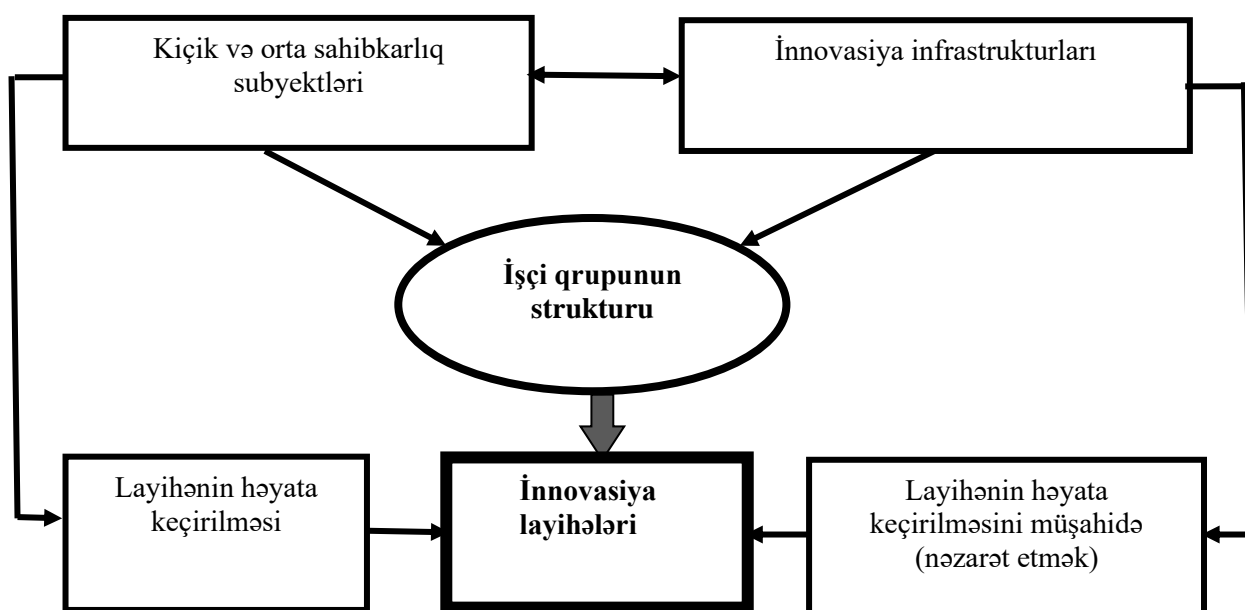 Kiçik və orta sahibkarlıq
subyektləri
İnnovasiya infrastrukturları
İşçi qrupunun
strukturu
Layihənin həyata
keçirilməsi
İnnovasiya
layihələri
Layihənin həyata
keçirilməsini müşahidə
(nəzarət etmək)